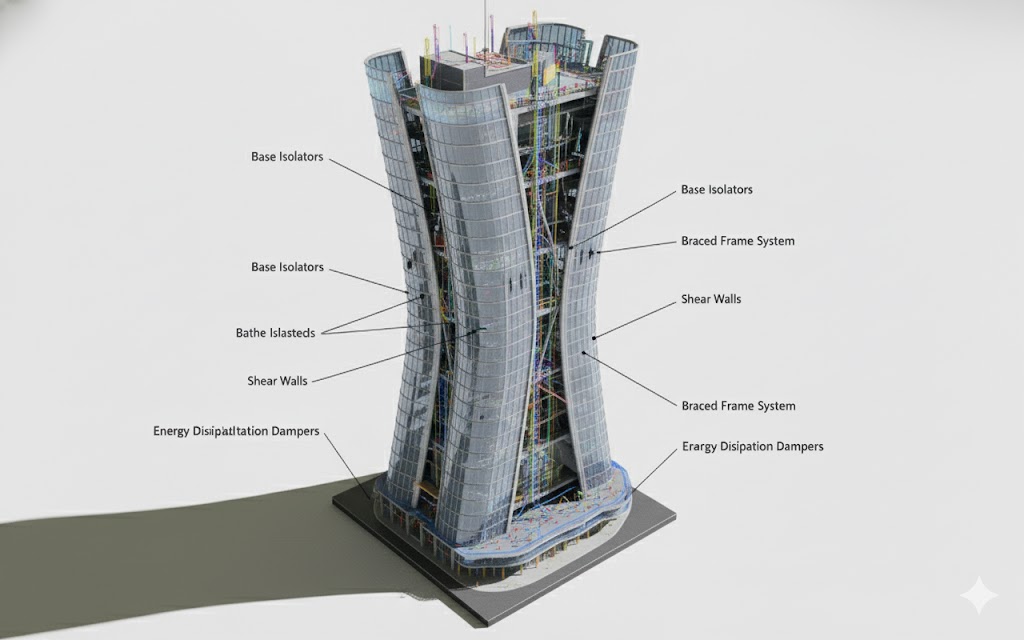 Base Isolators
Base Isolators
Braced Frame System
Base Isolators
Shear Walls
Bathe Islasteds
Shear Walls
Braced Frame System
Energy Disipatltation Dampers
Erargy Disipation Dampers